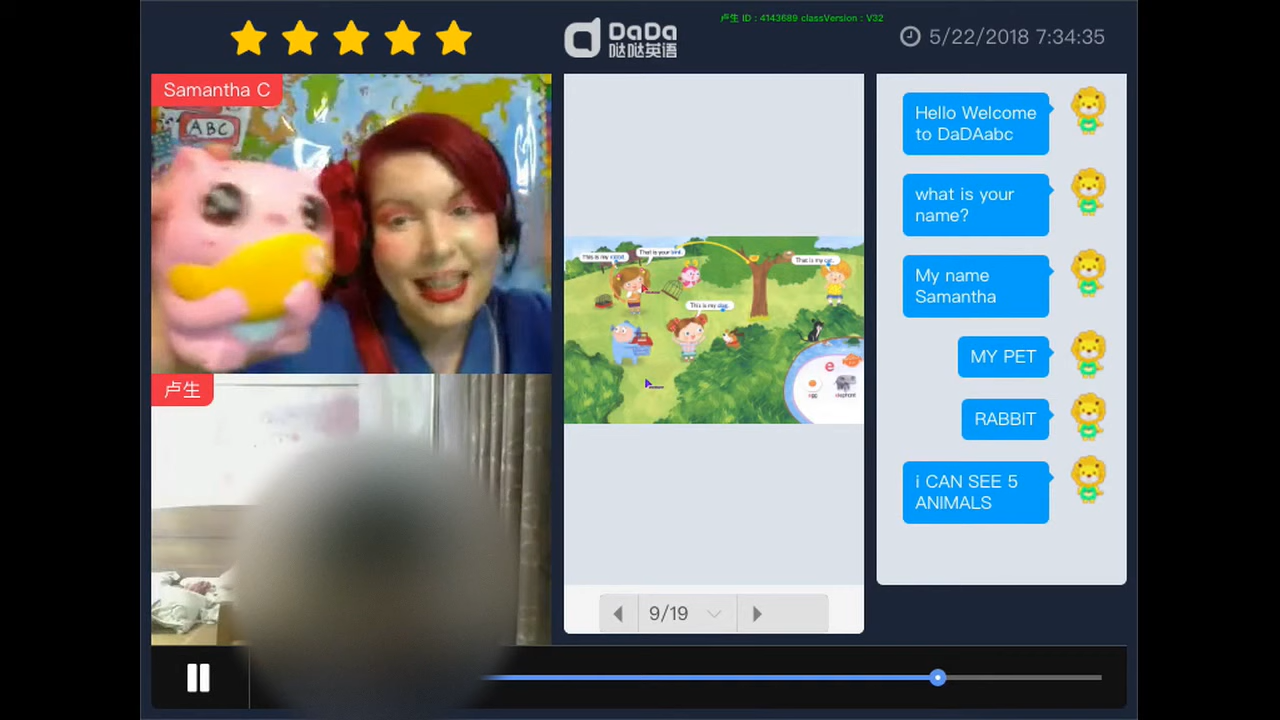 DaDa
哒哒英语
卢生 ID : 4143689 classVersion : V32
5/22/2018 7:34:35
Samantha C
ABC
卢生
This is my rabbit.
That is your bird.
That is my cat.
This is my dog.
e
egg
elephant
9/19
Hello Welcome
to DaDAabc
what is your
name?
My name
Samantha
MY PET
RABBIT
i CAN SEE 5
ANIMALS